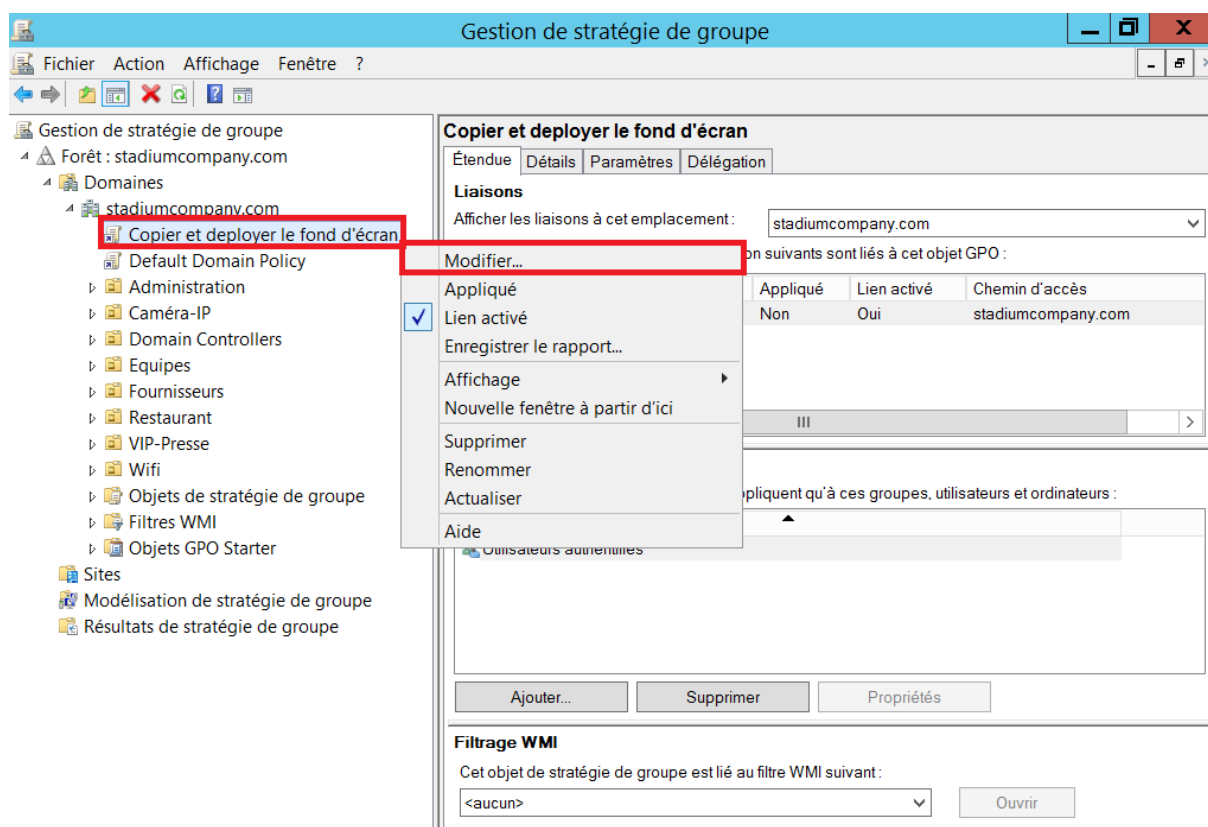 Gestion de stratégie de groupe
Fichier Action Affichage Fenêtre ?
Gestion de stratégie de groupe
Forêt : stadiumcompany.com
Domaines
stadiumcompany.com
Copier et deployer le fond d'écran
Default Domain Policy
Administration
Caméra-IP
Domain Controllers
Equipes
Fournisseurs
Restaurant
VIP-Presse
Wifi
Objets de stratégie de groupe
Filtres WMI
Objets GPO Starter
Sites
Modélisation de stratégie de groupe
Résultats de stratégie de groupe
Modifier...
Appliqué
Lien activé
Enregistrer le rapport...
Affichage
Nouvelle fenêtre à partir d'ici
Supprimer
Renommer
Actualiser
Aide
Copier et deployer le fond d'écran
Étendue Détails Paramètres Délégation
Liaisons
Afficher les liaisons à cet emplacement : stadiumcompany.com
on suivants sont liés à cet objet GPO :
Appliqué Lien activé Chemin d'accès
Non Oui stadiumcompany.com
pliquent qu'à ces groupes, utilisateurs et ordinateurs :
Utilisateurs authentifiés
Ajouter... Supprimer Propriétés
Filtrage WMI
Cet objet de stratégie de groupe est lié au filtre WMI suivant :
<aucun> Ouvrir